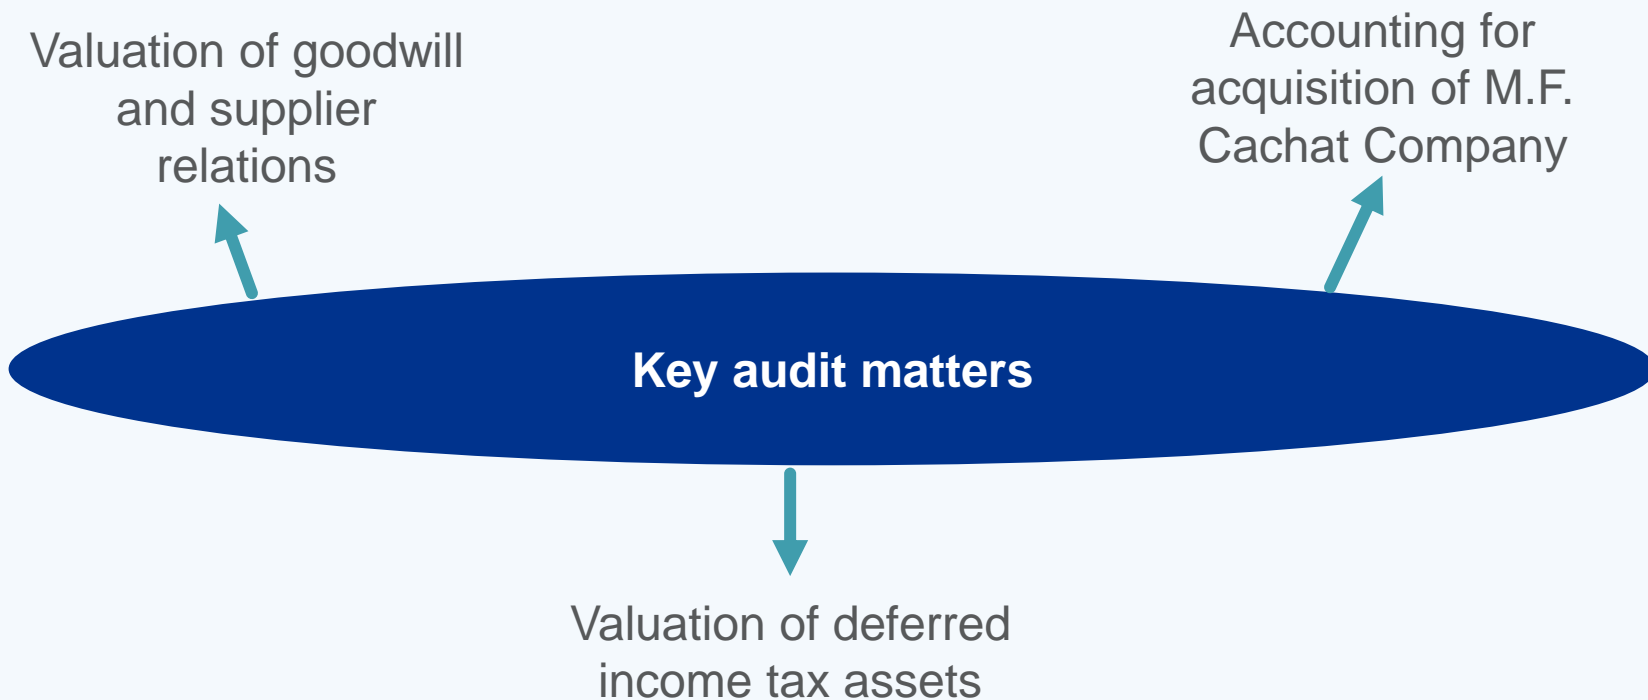 Valuation of goodwill
and supplier
relations
Accounting for
acquisition of M.F.
Cachat Company
Key audit matters
Valuation of deferred
income tax assets